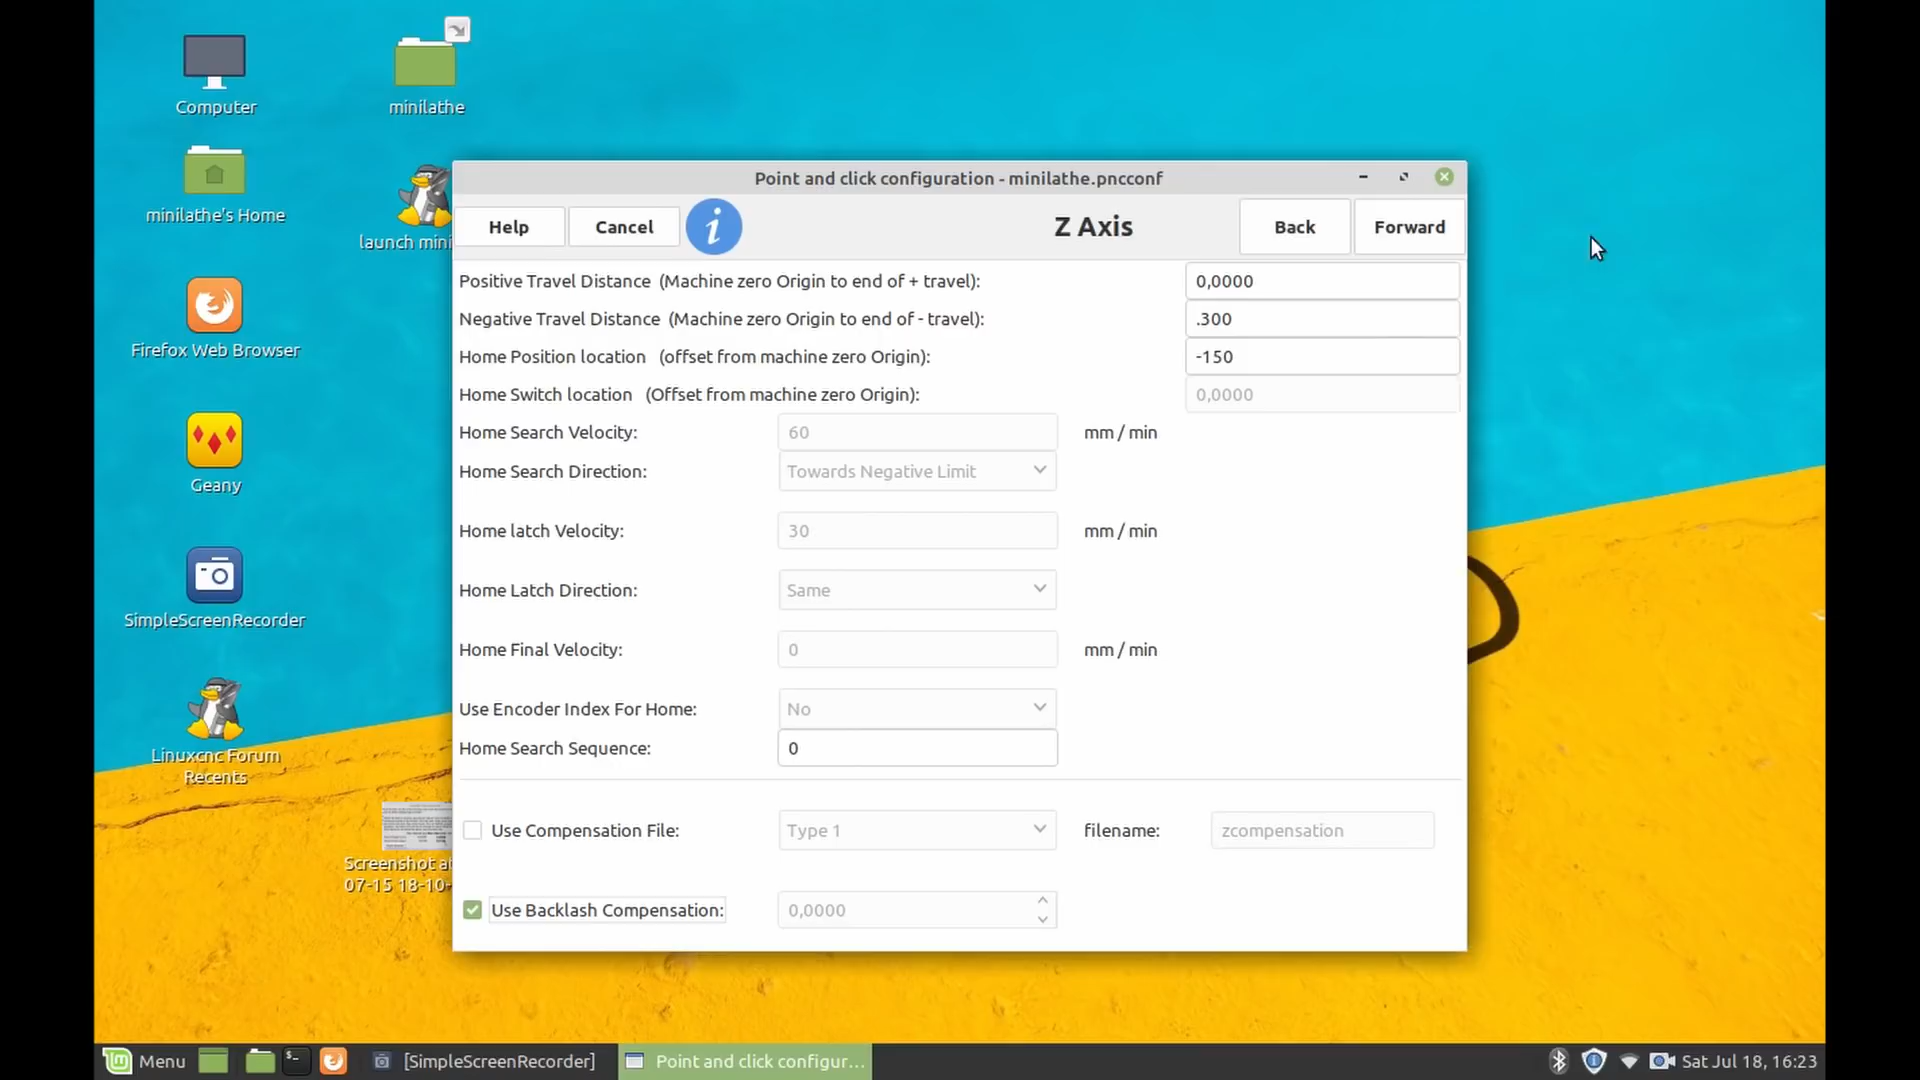 Computer
minilathe
minilathe's Home
launch mini
Firefox Web Browser
Geany
SimpleScreenRecorder
Linuxcnc Forum
Recents
Screenshot a
07-15 18-10-
Point and click configuration - minilathe.pncconf
Help
Cancel
i
Z Axis
Back
Forward
Positive Travel Distance (Machine zero Origin to end of + travel):
0,0000
Negative Travel Distance (Machine zero Origin to end of - travel):
.300
Home Position location (offset from machine zero Origin):
-150
Home Switch location (Offset from machine zero Origin):
0,0000
Home Search Velocity:
60
mm / min
Home Search Direction:
Towards Negative Limit
Home latch Velocity:
30
mm / min
Home Latch Direction:
Same
Home Final Velocity:
0
mm / min
Use Encoder Index For Home:
No
Home Search Sequence:
0
Use Compensation File:
Type 1
filename:
zcompensation
Use Backlash Compensation:
0,0000
Menu
[SimpleScreenRecorder]
Point and click configur...
Sat Jul 18, 16:23